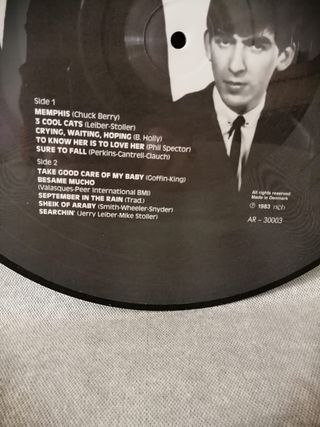 Side 1
MEMPHIS (Chuck Berry)
3 COOL CATS (Leiber-Stoller)
CRYING, WAITING, HOPING (B. Holly)
TO KNOW HER IS TO LOVE HER (Phil Spector)
SURE TO FALL (Perkins-Cantrell-Clauch)
Side 2
TAKE GOOD CARE OF MY BABY (Coffin-King)
BESAME MUCHO
(Valasques-Peer International BMI)
SEPTEMBER IN THE RAIN (Trad.)
SHEIK OF ARABY (Smith-Wheeler-Snyder)
SEARCHIN' (Jerry Leiber-Mike Stoller)
All rights reserved
Made in Denmark
℗ 1983 ncb
AR – 30003